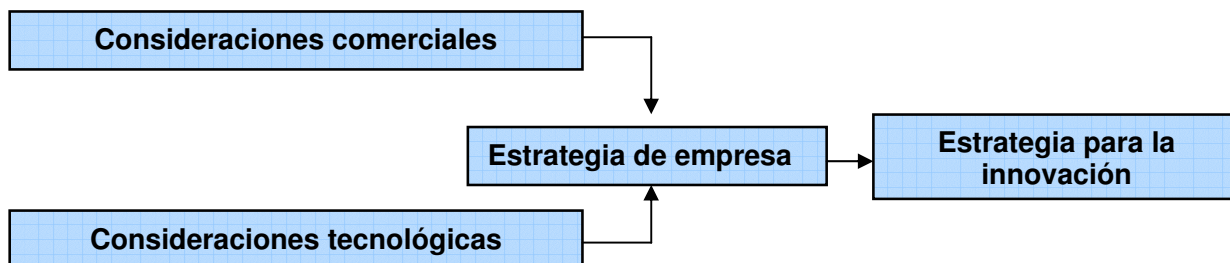 Consideraciones comerciales
Estrategia de empresa
Estrategia para la
innovación
Consideraciones tecnológicas